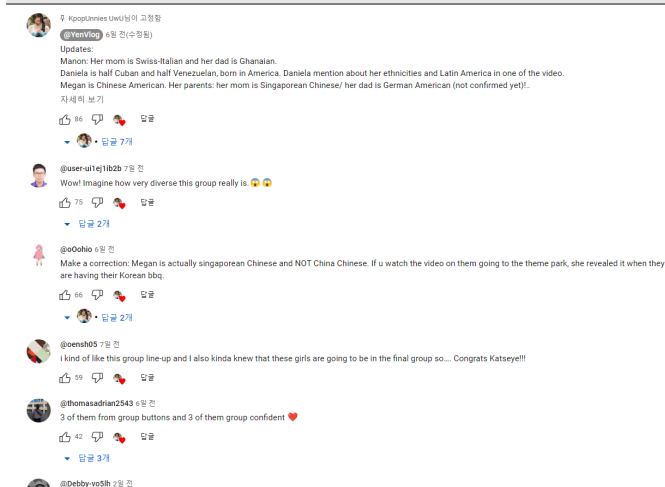 KpopUnnies UwU님이 고정함
@YenVlog 6일 전(수정됨)
Updates:
Manon: Her mom is Swiss-Italian and her dad is Ghanaian.
Daniela is half Cuban and half Venezuelan, born in America. Daniela mention about her ethnicities and Latin America in one of the video.
Megan is Chinese American. Her parents: her mom is Singaporean Chinese/ her dad is German American (not confirmed yet)!..
자세히 보기
86 답글
• 답글 7개
@user-ui1ej1ib2b 7일 전
Wow! Imagine how very diverse this group really is.😱😱
75 답글
답글 2개
@oOohio 6일 전
Make a correction: Megan is actually singaporean Chinese and NOT China Chinese. If u watch the video on them going to the theme park, she revealed it when they
are having their Korean bbq.
66 답글
• 답글 2개
@oensh05 7일 전
i kind of like this group line-up and I also kinda knew that these girls are going to be in the final group so.... Congrats Katseye!!!
59 답글
@thomasadrian2543 6일 전
3 of them from group buttons and 3 of them group confident ❤️
42 답글
답글 3개
@Debby-vo5lh 2일 전